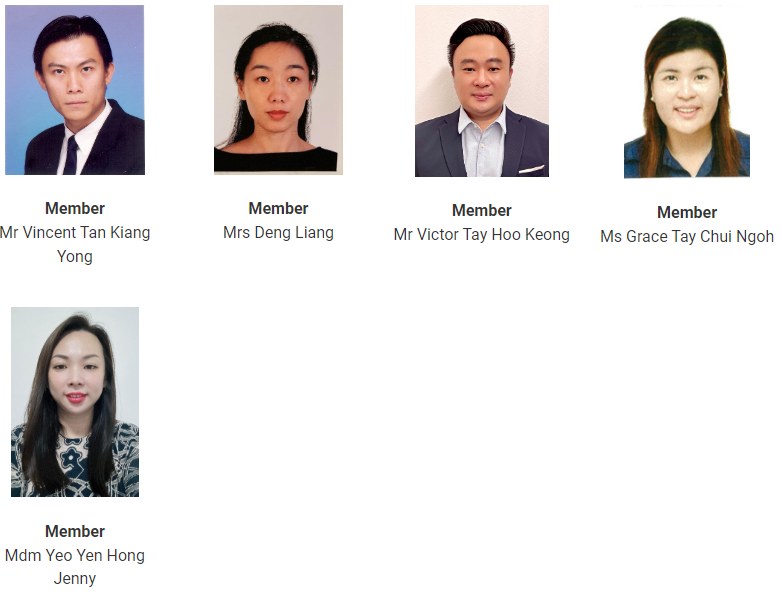 Member
Mr Vincent Tan Kiang
Yong
Member
Mrs Deng Liang
Member
Mr Victor Tay Hoo Keong
Member
Ms Grace Tay Chui Ngoh
Member
Mdm Yeo Yen Hong
Jenny